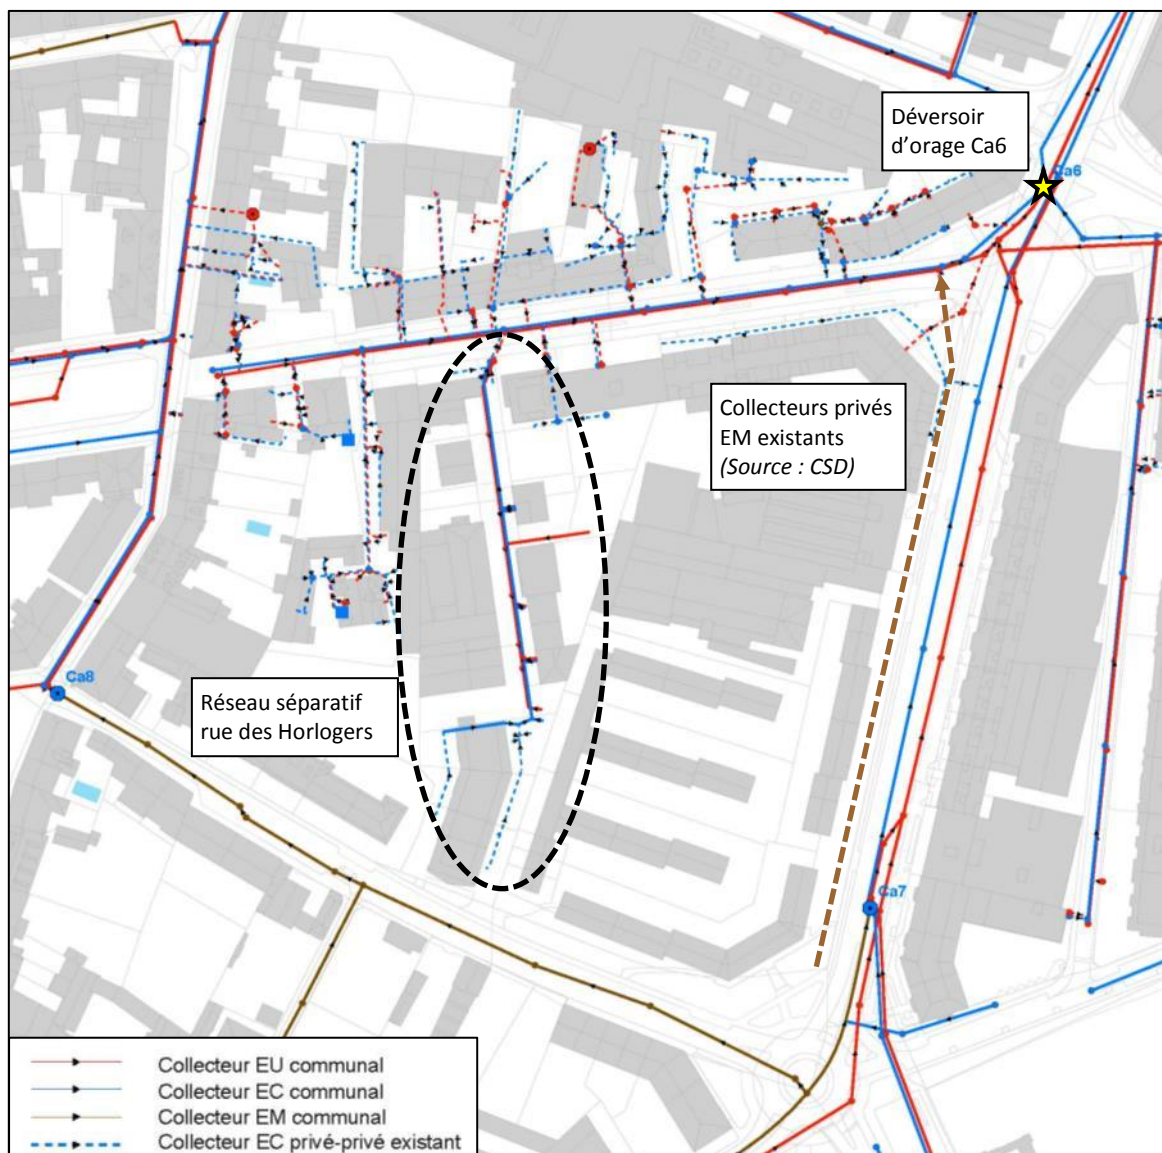 Déversoir
d'orage Ca6
Ca6
Collecteurs privés
EM existants
(Source : CSD)
Ca8
Réseau séparatif
rue des Horlogers
Ca7
Collecteur EU communal
Collecteur EC communal
Collecteur EM communal
Collecteur EC privé-privé existant